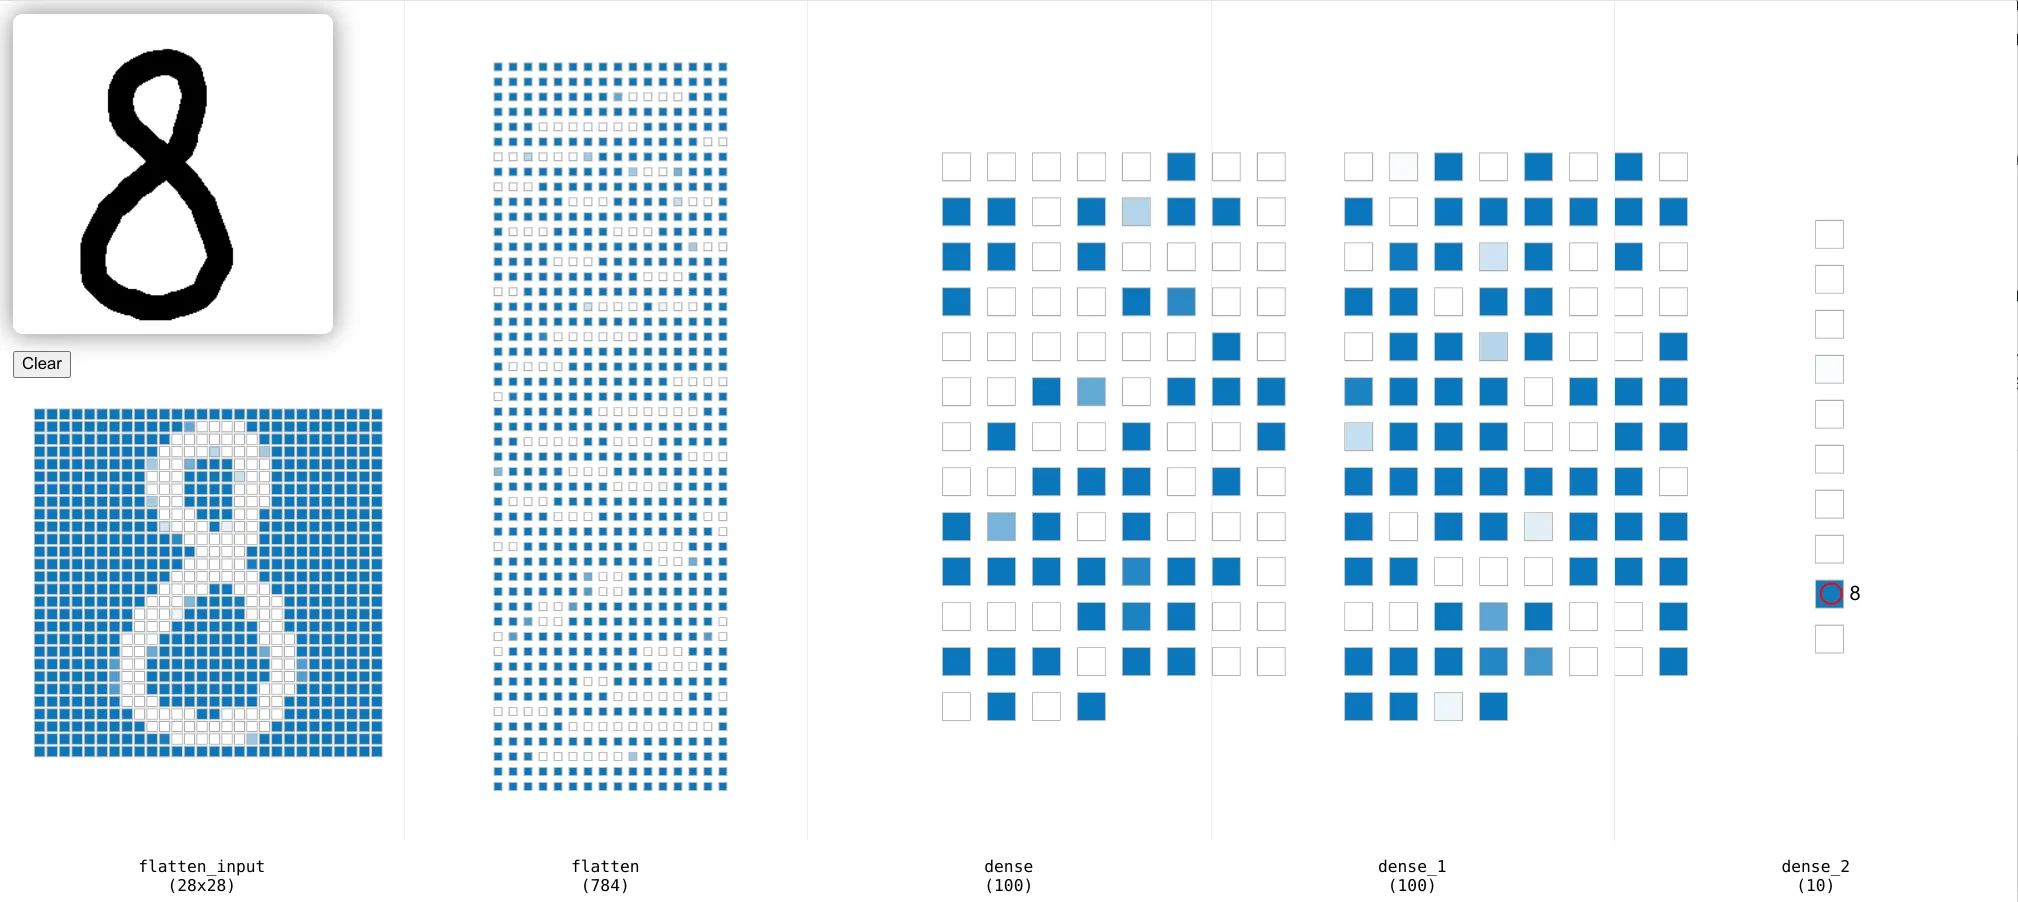 8
Clear
8
flatten_input
(28x28)
flatten
(784)
dense
(100)
dense_1
(100)
dense_2
(10)